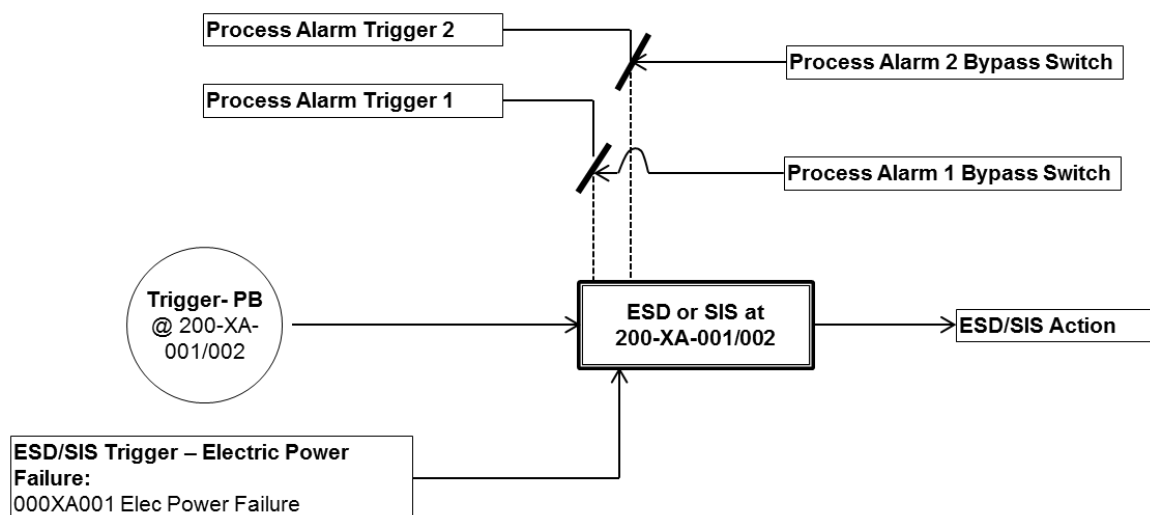 Process Alarm Trigger 2
Process Alarm 2 Bypass Switch
Process Alarm Trigger 1
Process Alarm 1 Bypass Switch
Trigger- PB
@ 200-XA-
001/002
ESD or SIS at
200-XA-001/002
ESD/SIS Action
ESD/SIS Trigger – Electric Power
Failure:
000XA001 Elec Power Failure